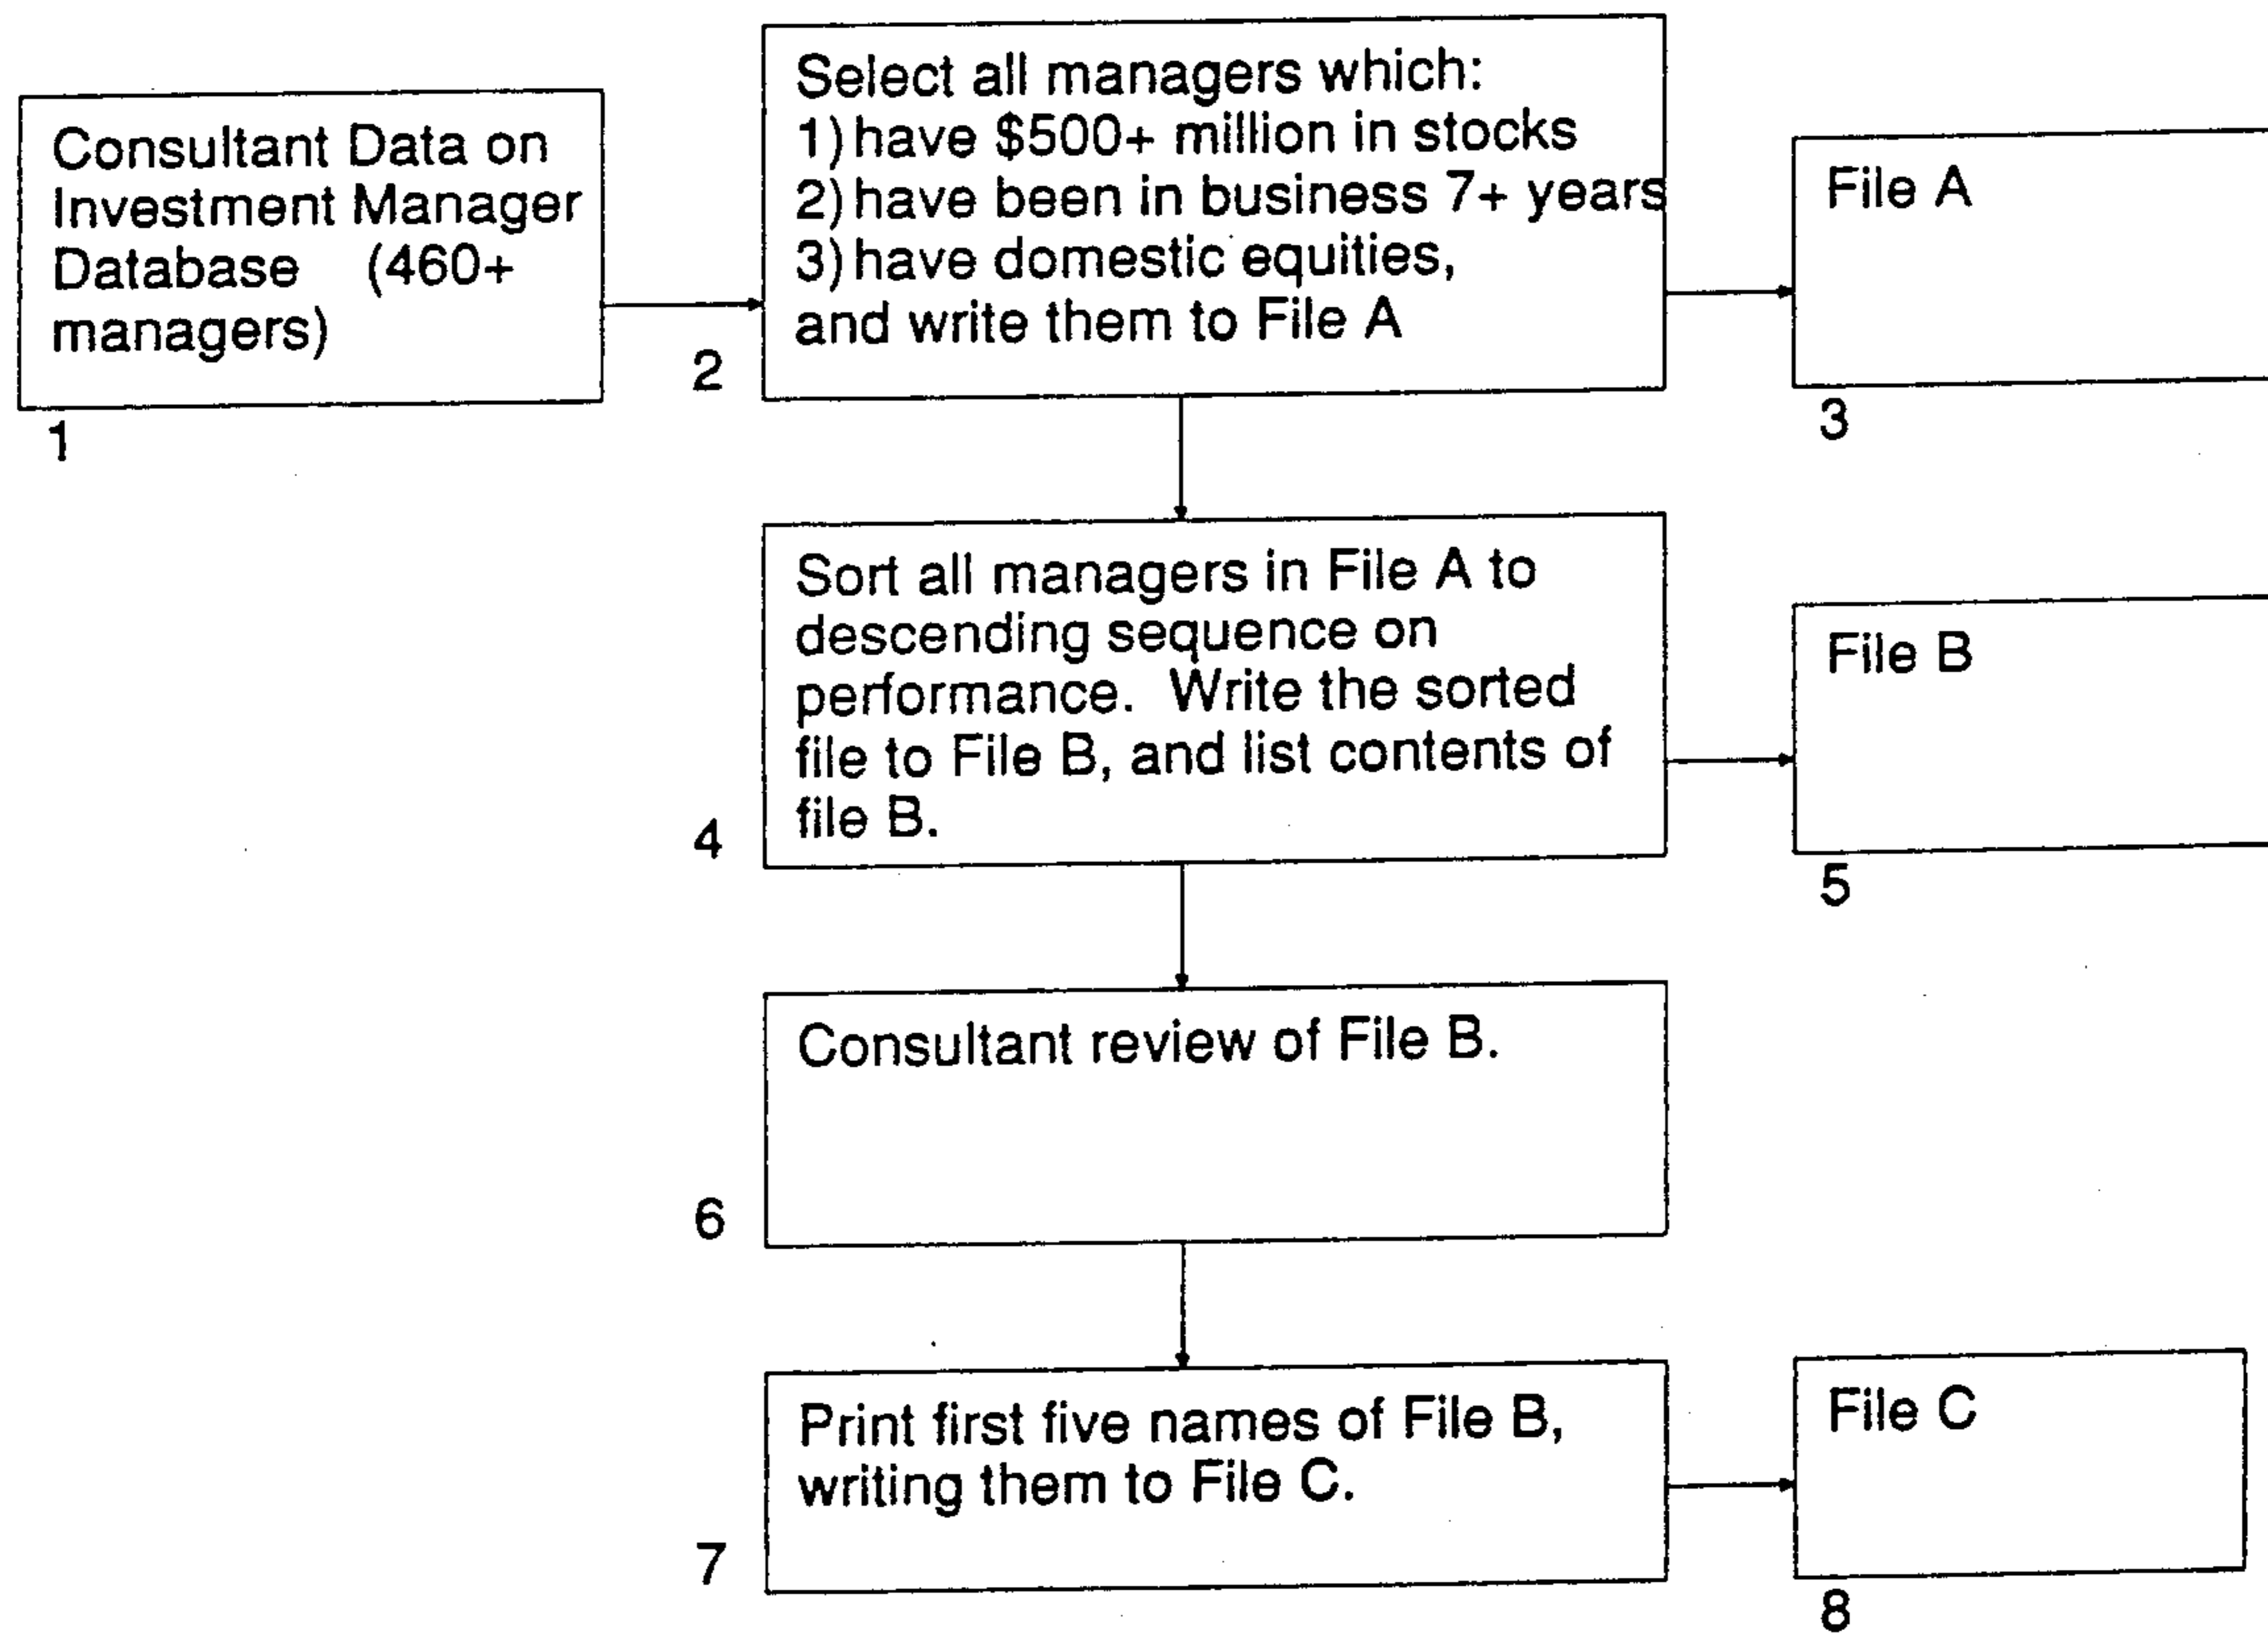 Consultant Data on
Investment Manager
Database (460+
managers)
1
Select all managers which:
1) have $500+ million in stocks
2) have been in business 7+ years
3) have domestic equities,
and write them to File A
2
File A
3
Sort all managers in File A to
descending sequence on
performance. Write the sorted
file to File B, and list contents of
file B.
4
File B
5
Consultant review of File B.
6
Print first five names of File B,
writing them to File C.
7
File C
8